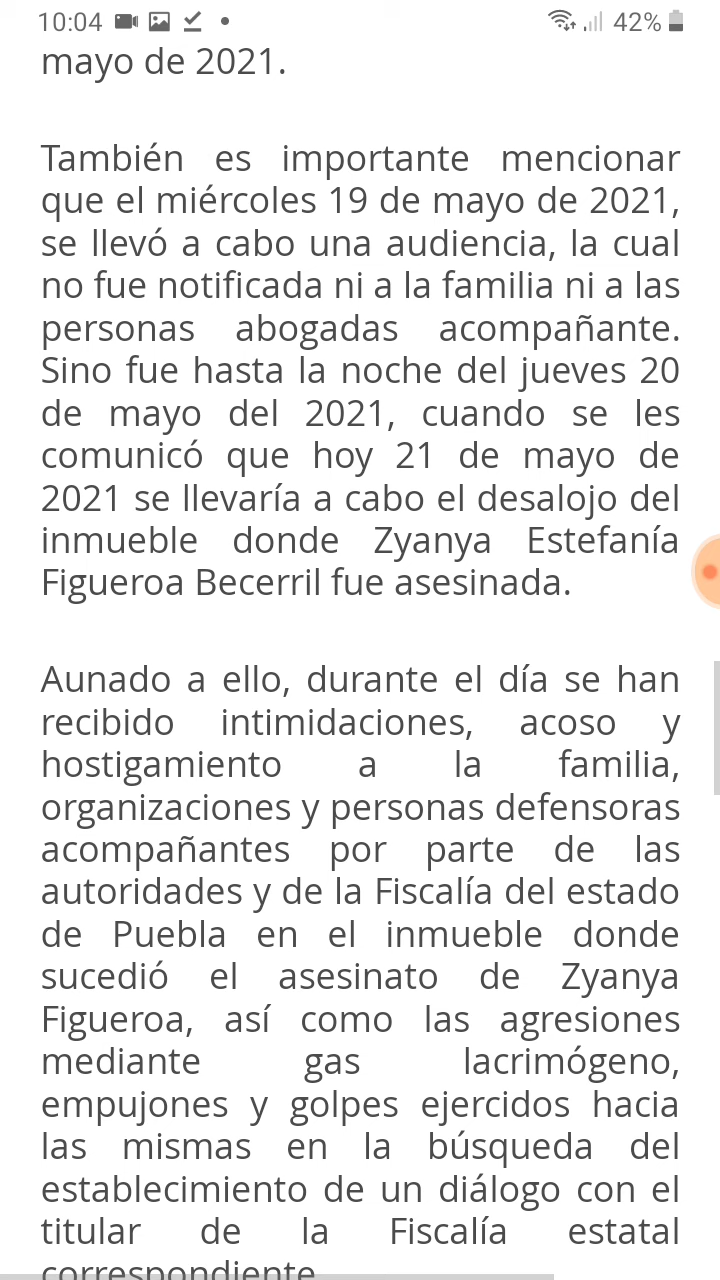 10:04
42%
mayo de 2021.
También es importante mencionar
que el miércoles 19 de mayo de 2021,
se llevó a cabo una audiencia, la cual
no fue notificada ni a la familia ni a las
personas abogadas acompañante.
Sino fue hasta la noche del jueves 20
de mayo del 2021, cuando se les
comunicó que hoy 21 de mayo de
2021 se llevaría a cabo el desalojo del
inmueble donde Zyanya Estefanía
Figueroa Becerril fue asesinada.
Aunado a ello, durante el día se han
recibido intimidaciones, acoso y
hostigamiento a la familia,
organizaciones y personas defensoras
acompañantes por parte de las
autoridades y de la Fiscalía del estado
de Puebla en el inmueble donde
sucedió el asesinato de Zyanya
Figueroa, así como las agresiones
mediante gas lacrimógeno,
empujones y golpes ejercidos hacia
las mismas en la búsqueda del
establecimiento de un diálogo con el
titular de la Fiscalía estatal
correspondiente